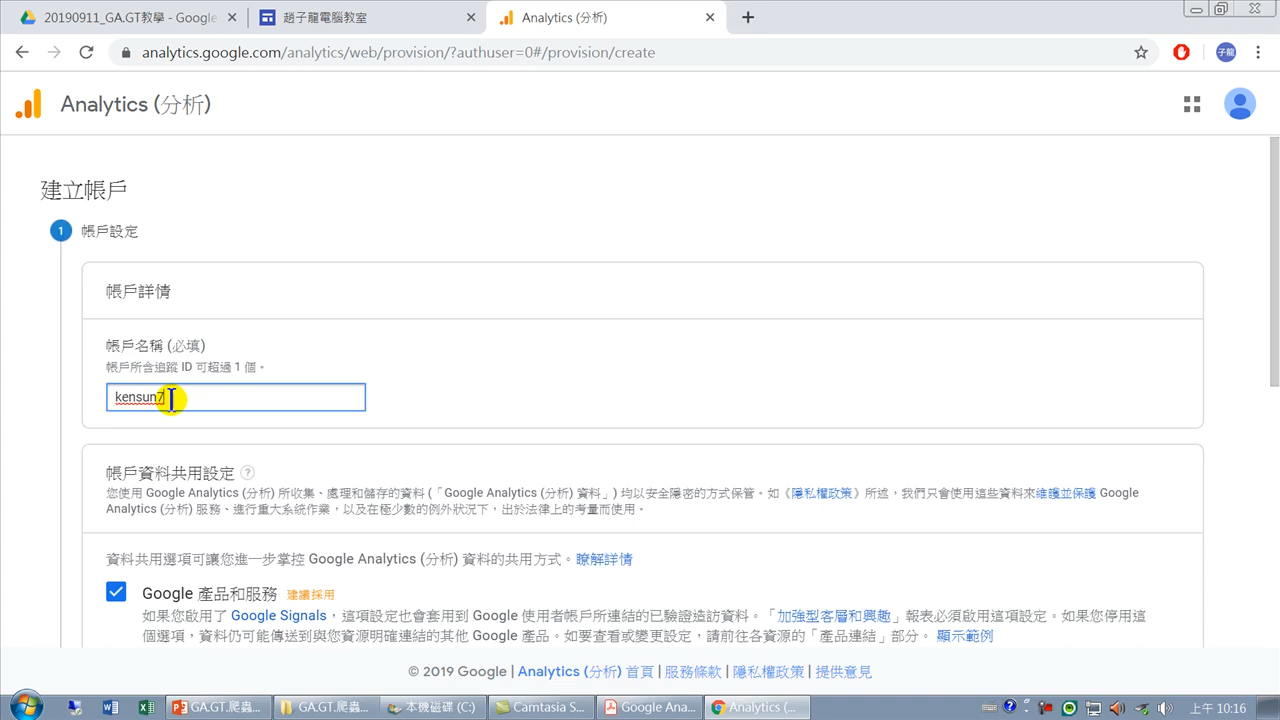 20190911_GA.GT教學 - Google
趙子龍電腦教室
Analytics (分析)
analytics.google.com/analytics/web/provision/?authuser=0#/provision/create
子龍
Analytics (分析)
建立帳戶
1 帳戶設定
帳戶詳情
帳戶名稱 (必填)
帳戶所含追蹤 ID 可超過 1 個。
kensun7
帳戶資料共用設定 ?
您使用 Google Analytics (分析) 所收集、處理和儲存的資料 (「Google Analytics (分析) 資料」) 均以安全隱密的方式保管。如《隱私權政策》所述，我們只會使用這些資料來維護並保護 Google
Analytics (分析) 服務、進行重大系統作業，以及在極少數的例外狀況下，出於法律上的考量而使用。
資料共用選項可讓您進一步掌控 Google Analytics (分析) 資料的共用方式。瞭解詳情
Google 產品和服務 建議採用
如果您啟用了 Google Signals，這項設定也會套用到 Google 使用者帳戶所連結的已驗證造訪資料。「加強型客層和興趣」報表必須啟用這項設定。如果您停用這
個選項，資料仍可能傳送到與您資源明確連結的其他 Google 產品。如要查看或變更設定，請前往各資源的「產品連結」部分。 顯示範例
© 2019 Google | Analytics (分析) 首頁 | 服務條款 | 隱私權政策 | 提供意見
GA.GT.爬蟲...
GA.GT.爬蟲...
本機磁碟 (C:)
Camtasia S...
Google Ana...
Analytics (...
上午 10:16